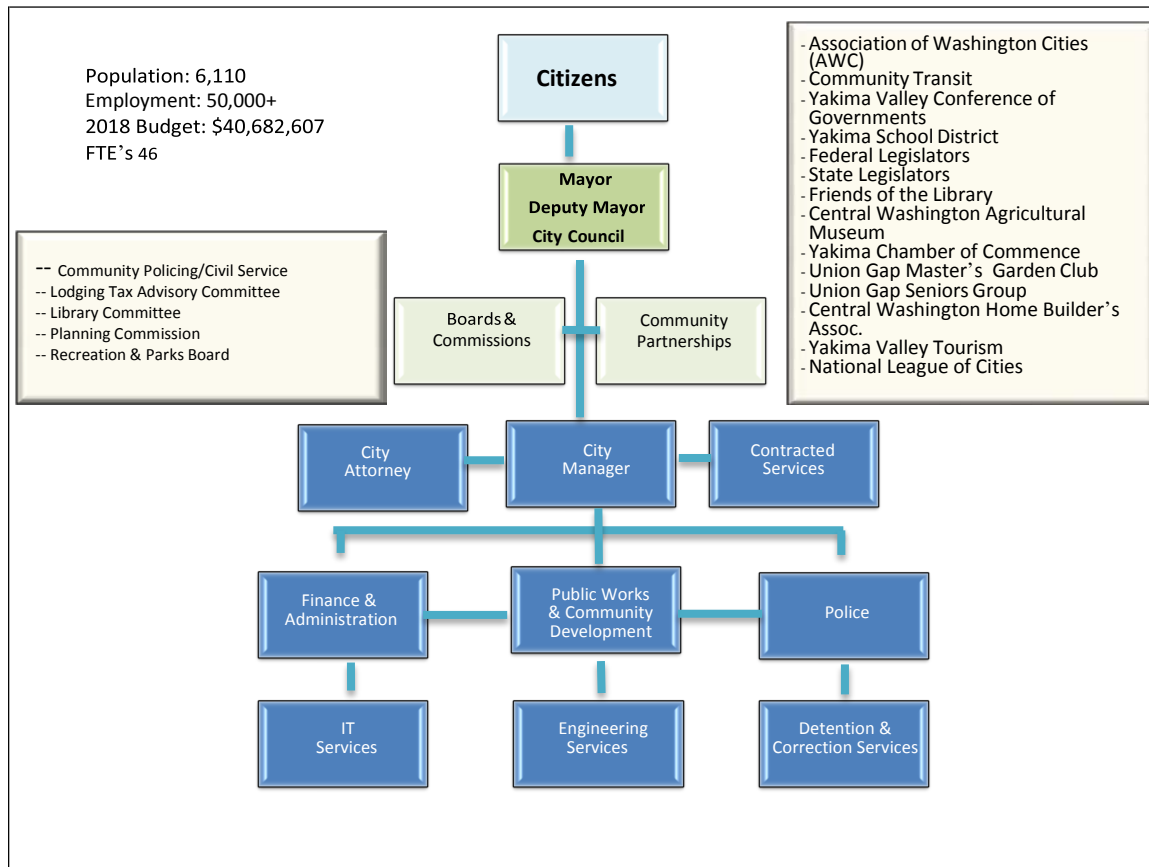 Population: 6,110
Employment: 50,000+
2018 Budget: $40,682,607
FTE's 46
Citizens
- Association of Washington Cities
(AWC)
- Community Transit
- Yakima Valley Conference of
Governments
- Yakima School District
- Federal Legislators
- State Legislators
- Friends of the Library
- Central Washington Agricultural
Museum
- Yakima Chamber of Commerce
- Union Gap Master's Garden Club
- Union Gap Seniors Group
- Central Washington Home Builder's
Assoc.
- Yakima Valley Tourism
- National League of Cities
Mayor
Deputy Mayor
City Council
-- Community Policing/Civil Service
-- Lodging Tax Advisory Committee
-- Library Committee
-- Planning Commission
-- Recreation & Parks Board
Boards &
Commissions
Community
Partnerships
City
Attorney
City
Manager
Contracted
Services
Finance &
Administration
Public Works
& Community
Development
Police
IT
Services
Engineering
Services
Detention &
Correction Services